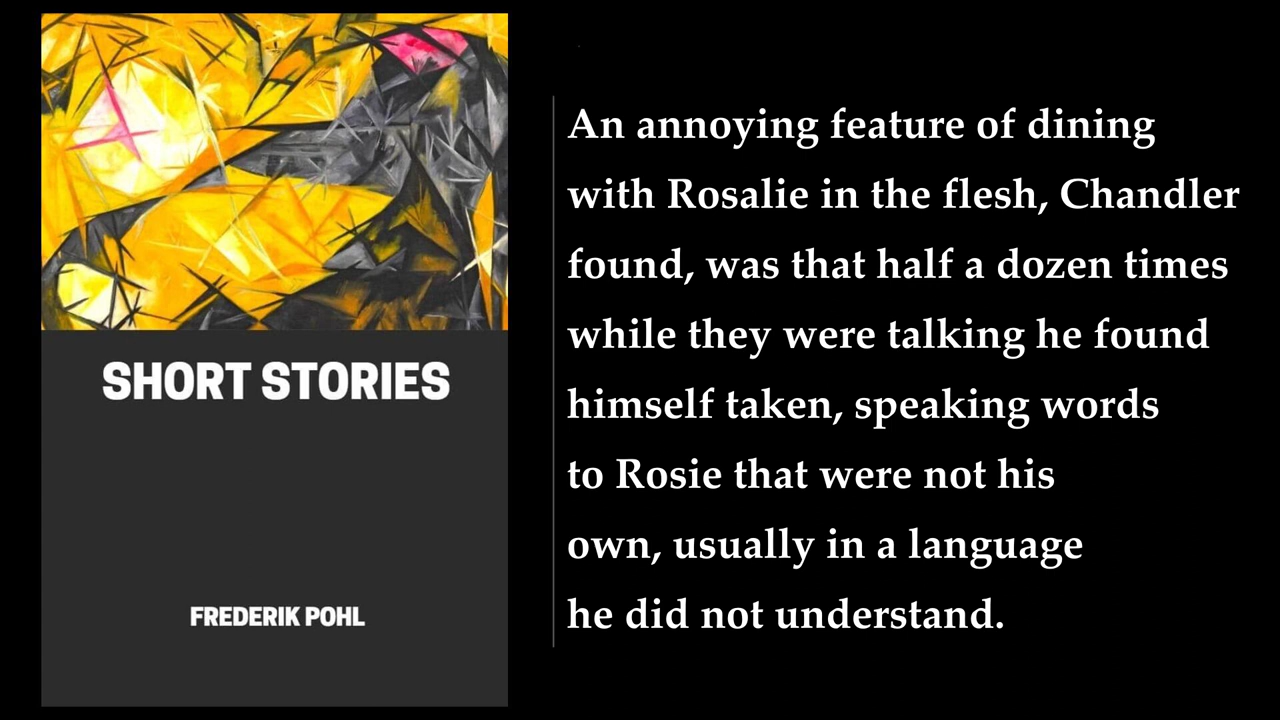 SHORT STORIES
FREDERIK POHL
An annoying feature of dining
with Rosalie in the flesh, Chandler
found, was that half a dozen times
while they were talking he found
himself taken, speaking words
to Rosie that were not his
own, usually in a language
he did not understand.